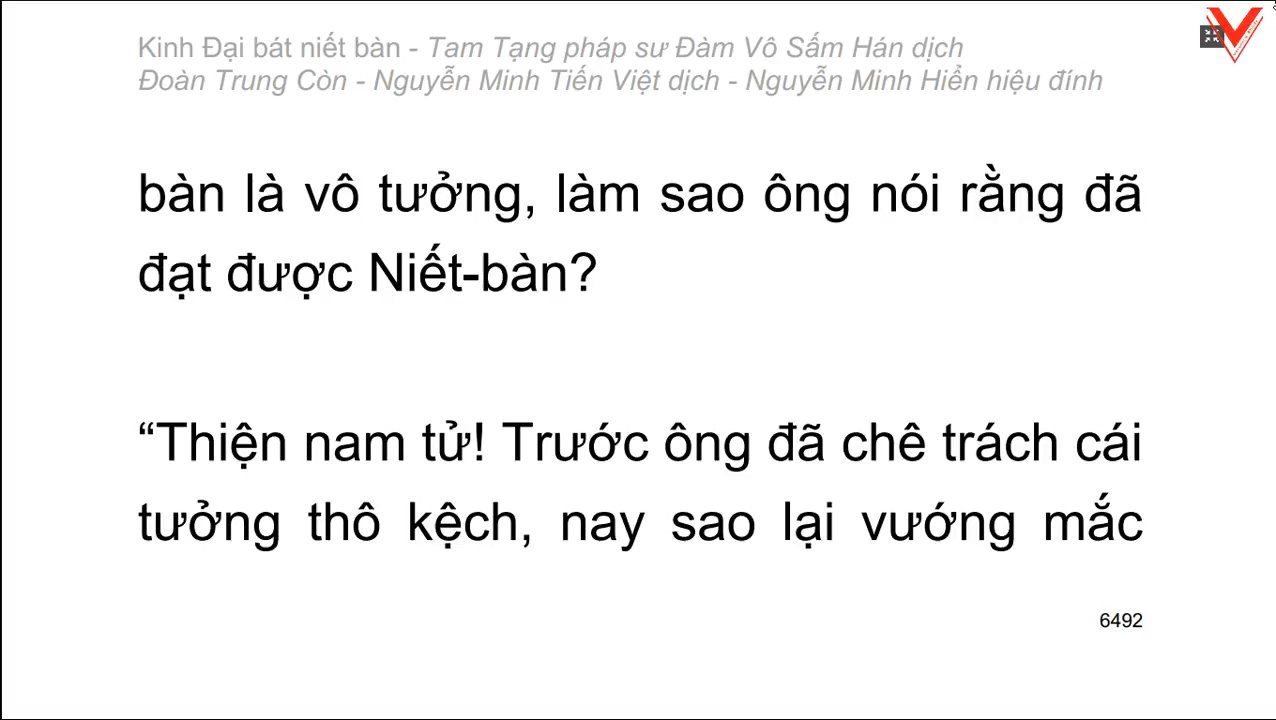 Kinh Đại bát niết bàn - Tam Tạng pháp sư Đàm Vô Sấm Hán dịch
Đoàn Trung Còn - Nguyễn Minh Tiến Việt dịch - Nguyễn Minh Hiển hiệu đính
bàn là vô tưởng, làm sao ông nói rằng đã
đạt được Niết-bàn?
“Thiện nam tử! Trước ông đã chê trách cái
tưởng thô kệch, nay sao lại vướng mắc
6492